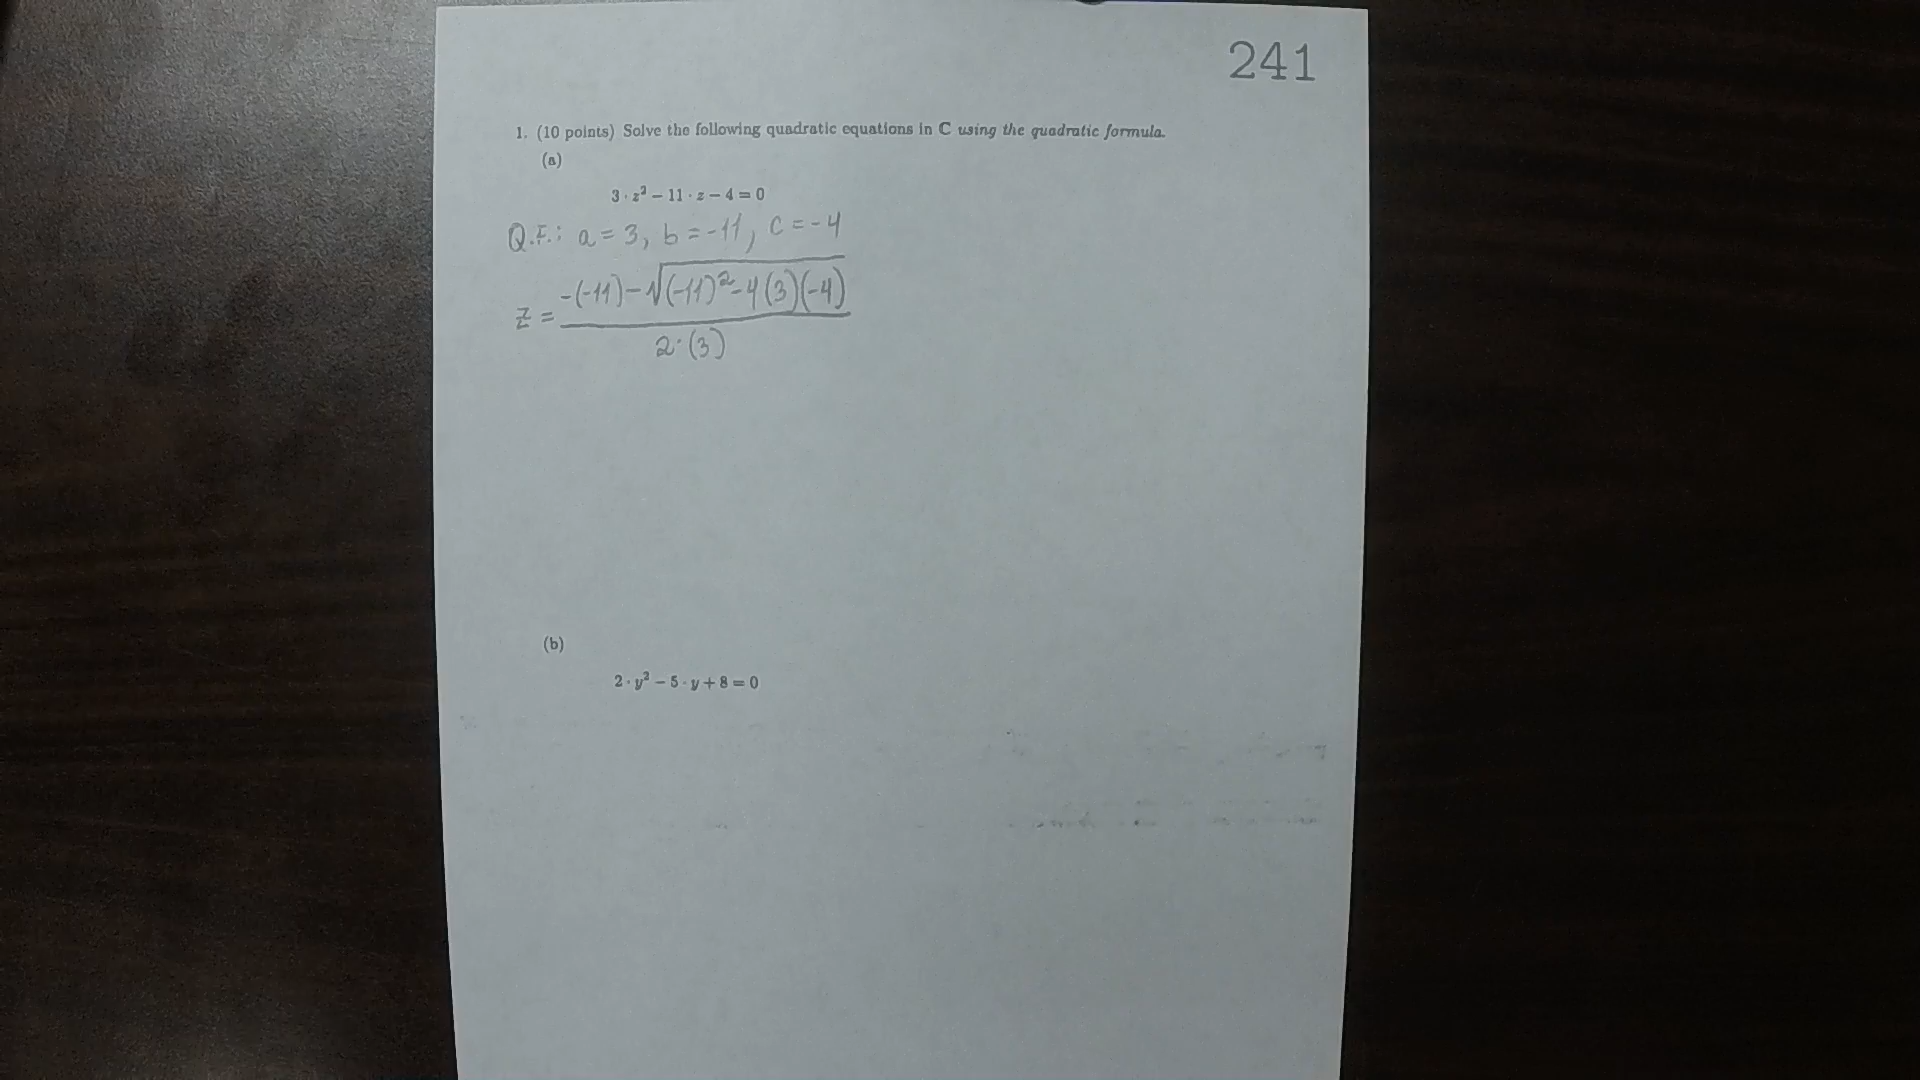 241
1. (10 points) Solve the following quadratic equations in C using the quadratic formula.
(a)
3 · z² − 11 · z − 4 = 0
Q.F.: a = 3, b = -11, c = -4
z = (-(-11) - √((-11)² - 4(3)(-4))) / (2·(3))
(b)
2 · y² − 5 · y + 8 = 0